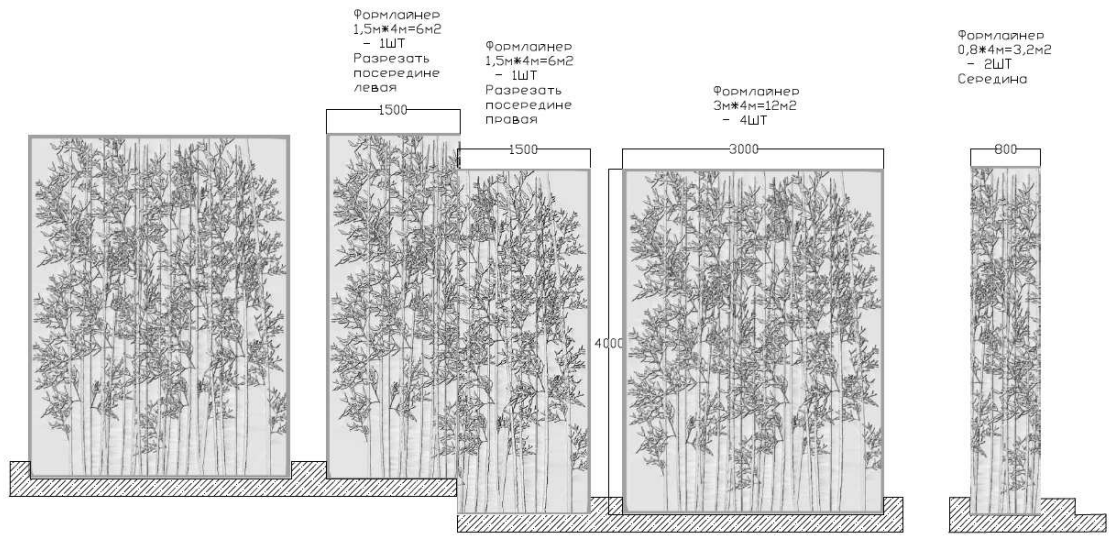 Формлайнер
1,5м*4м=6м2
- 1ШТ
Разрезать
посередине
левая
1500
Формлайнер
1,5м*4м=6м2
- 1ШТ
Разрезать
посередине
правая
1500
Формлайнер
3м*4м=12м2
- 4ШТ
3000
4000
Формлайнер
0,8*4м=3,2м2
- 2ШТ
Середина
800